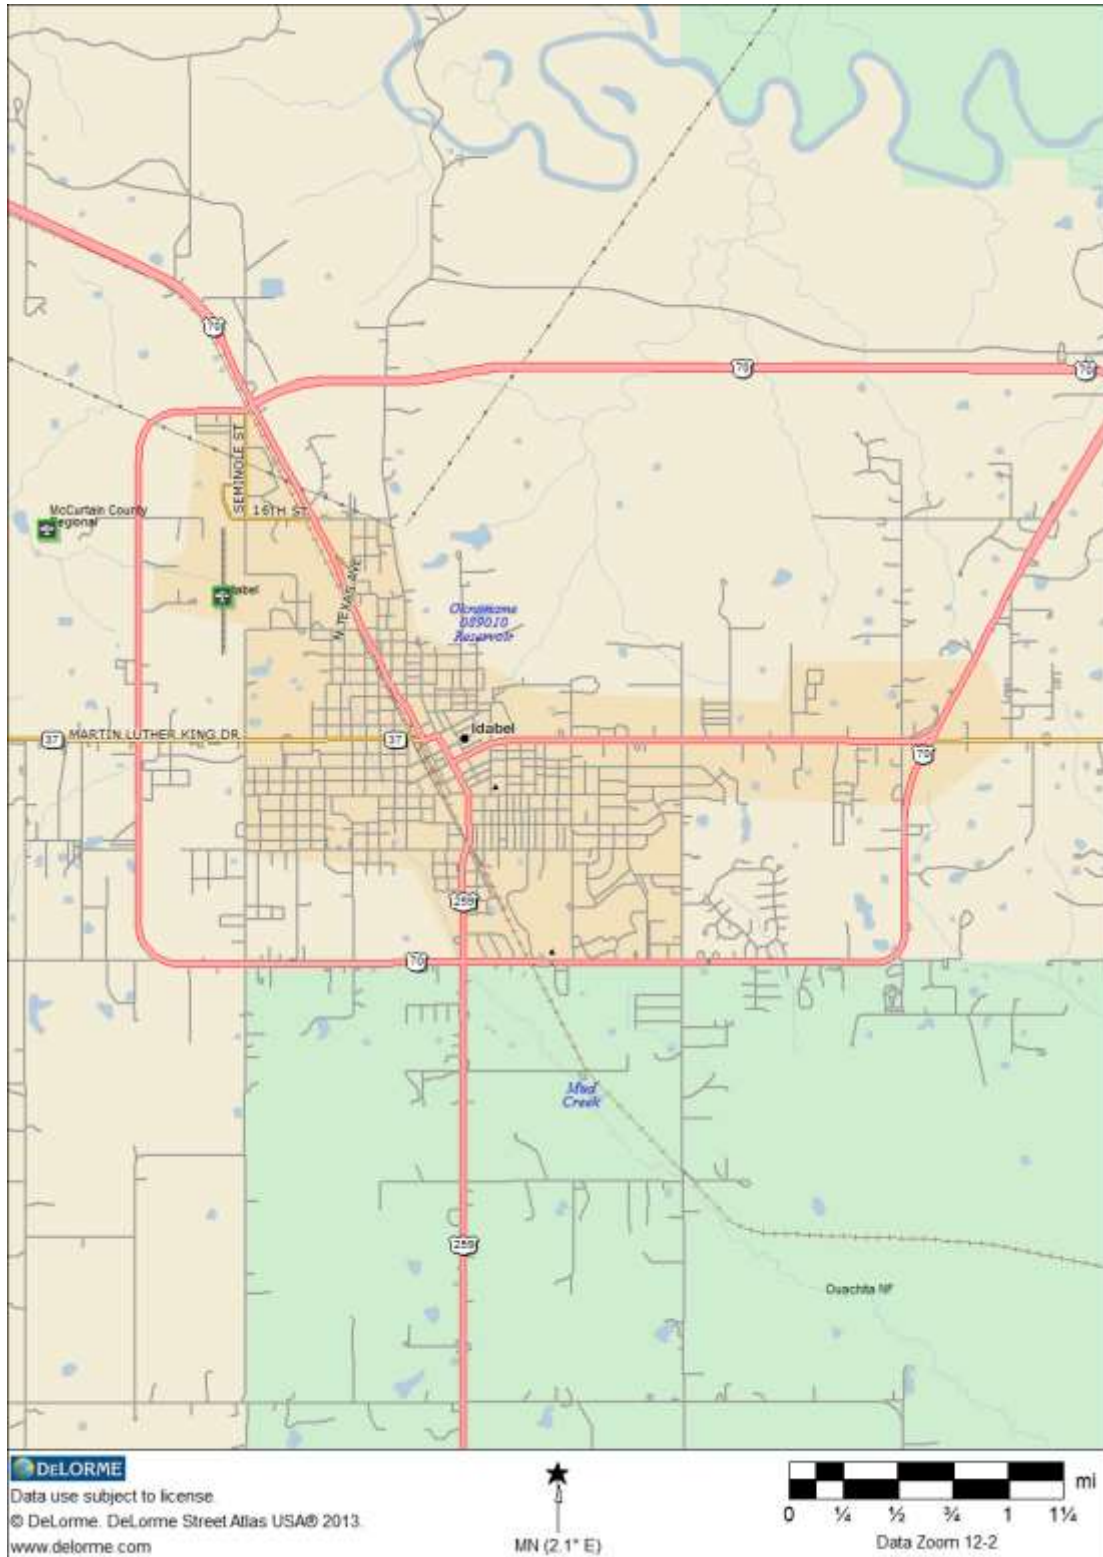 70
70
70
SEMINOLE ST
McCurtain County
Regional
16TH ST
N TEXAS AVE
Idabel
089010
Reservoir
Idabel
37
MARTIN LUTHER KING DR
37
70
259
70
Mud
Creek
259
Ouachita NF
DELORME
Data use subject to license.
© DeLorme. DeLorme Street Atlas USA® 2013.
www.delorme.com
MN (2.1° E)
mi
0 ¼ ½ ¾ 1 1¼
Data Zoom 12-2